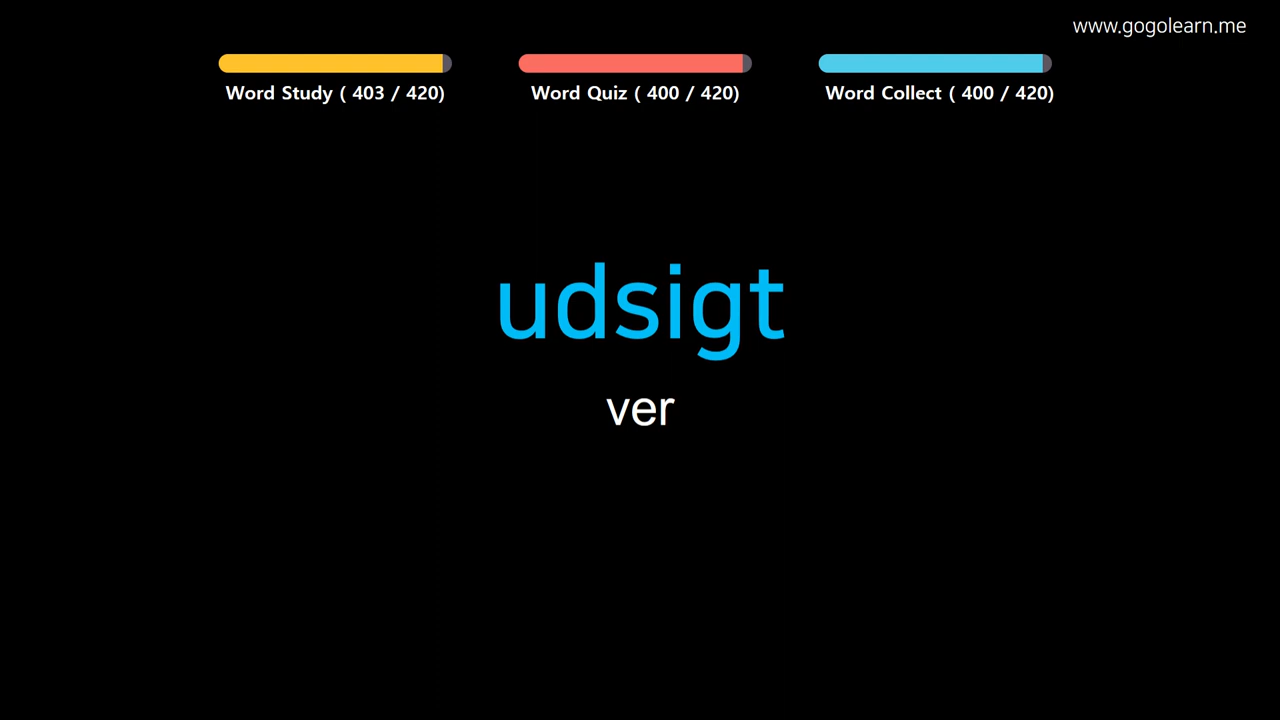 www.gogolearn.me
Word Study ( 403 / 420)
Word Quiz ( 400 / 420)
Word Collect ( 400 / 420)
udsigt
ver